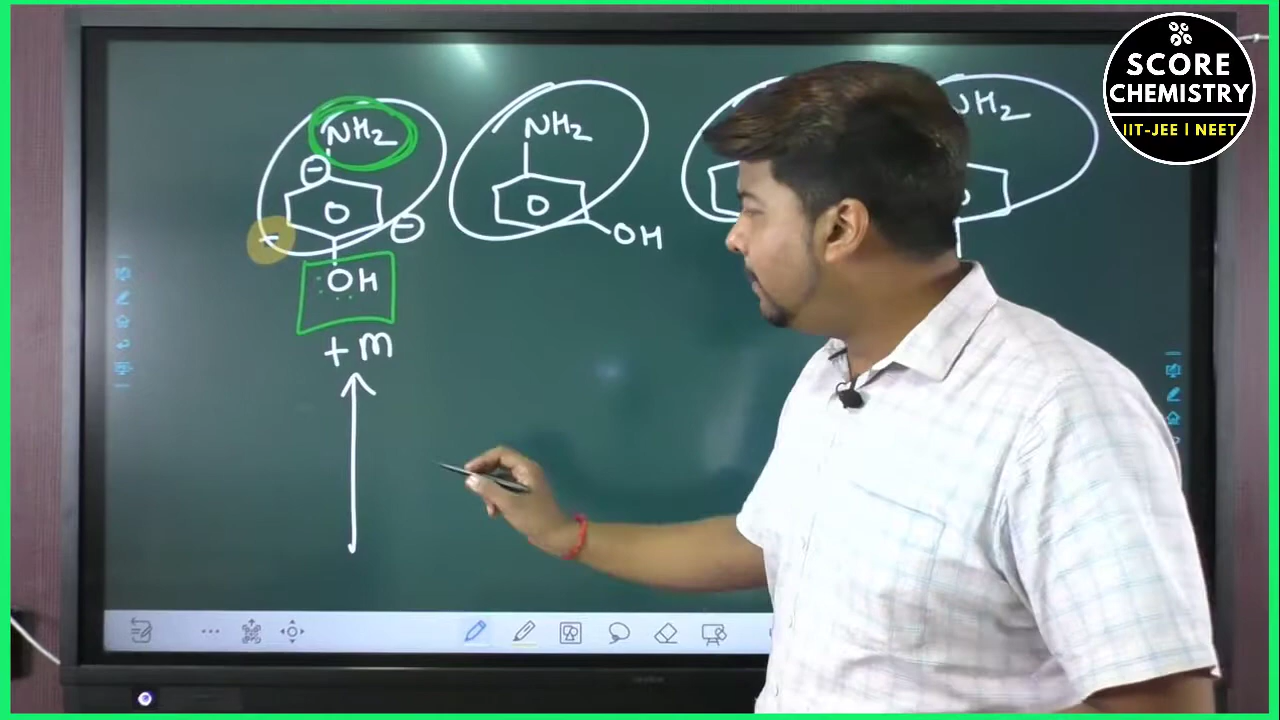 SCORE
CHEMISTRY
IIT-JEE | NEET
NH2
NH2
NH2
⊖
⊖
OH
OH
+m